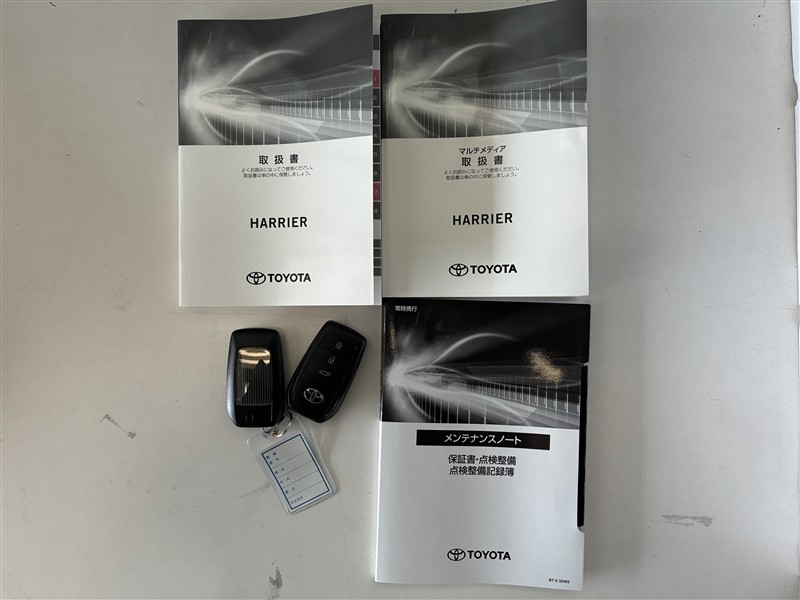 取扱書
よくお読みになってご使用ください。
取扱書は車の中に保管しましょう。
HARRIER
TOYOTA
マルチメディア
取扱書
よくお読みになってご使用ください。
取扱書は車の中に保管しましょう。
HARRIER
TOYOTA
常時携行
メンテナンスノート
保証書・点検整備
点検整備記録簿
TOYOTA